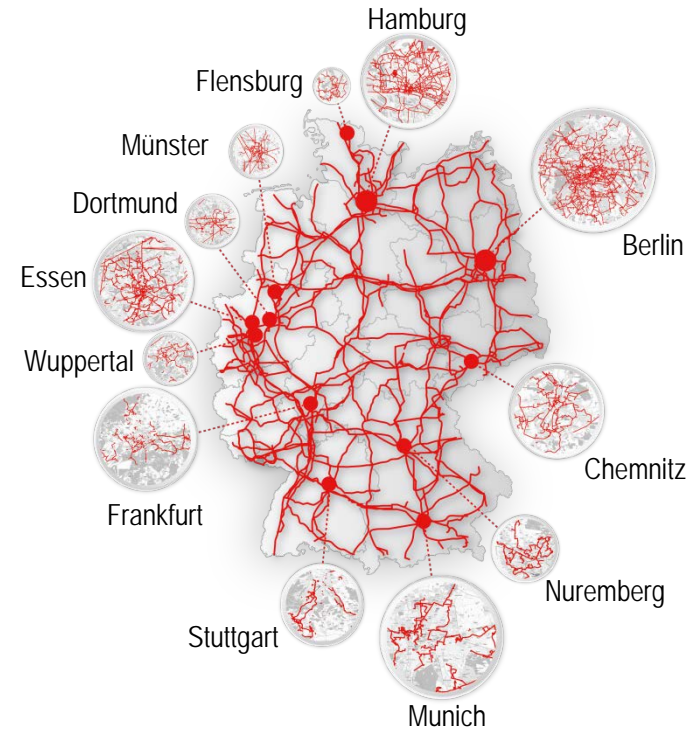 Hamburg
Flensburg
Münster
Dortmund
Berlin
Essen
Wuppertal
Chemnitz
Frankfurt
Nuremberg
Stuttgart
Munich